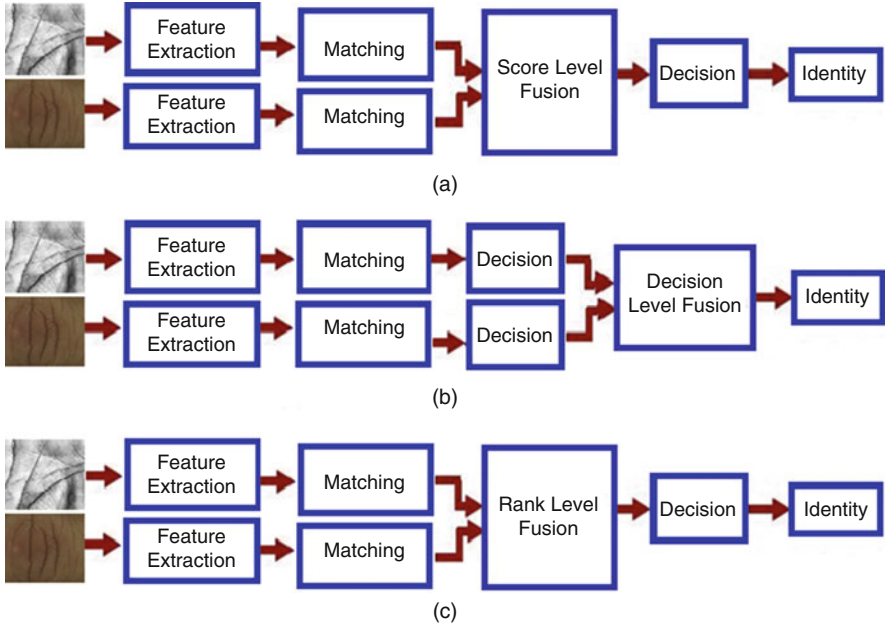 Feature
Extraction
Matching
Feature
Extraction
Matching
Score Level
Fusion
Decision
Identity
(a)
Feature
Extraction
Matching
Decision
Feature
Extraction
Matching
Decision
Decision
Level Fusion
Identity
(b)
Feature
Extraction
Matching
Feature
Extraction
Matching
Rank Level
Fusion
Decision
Identity
(c)